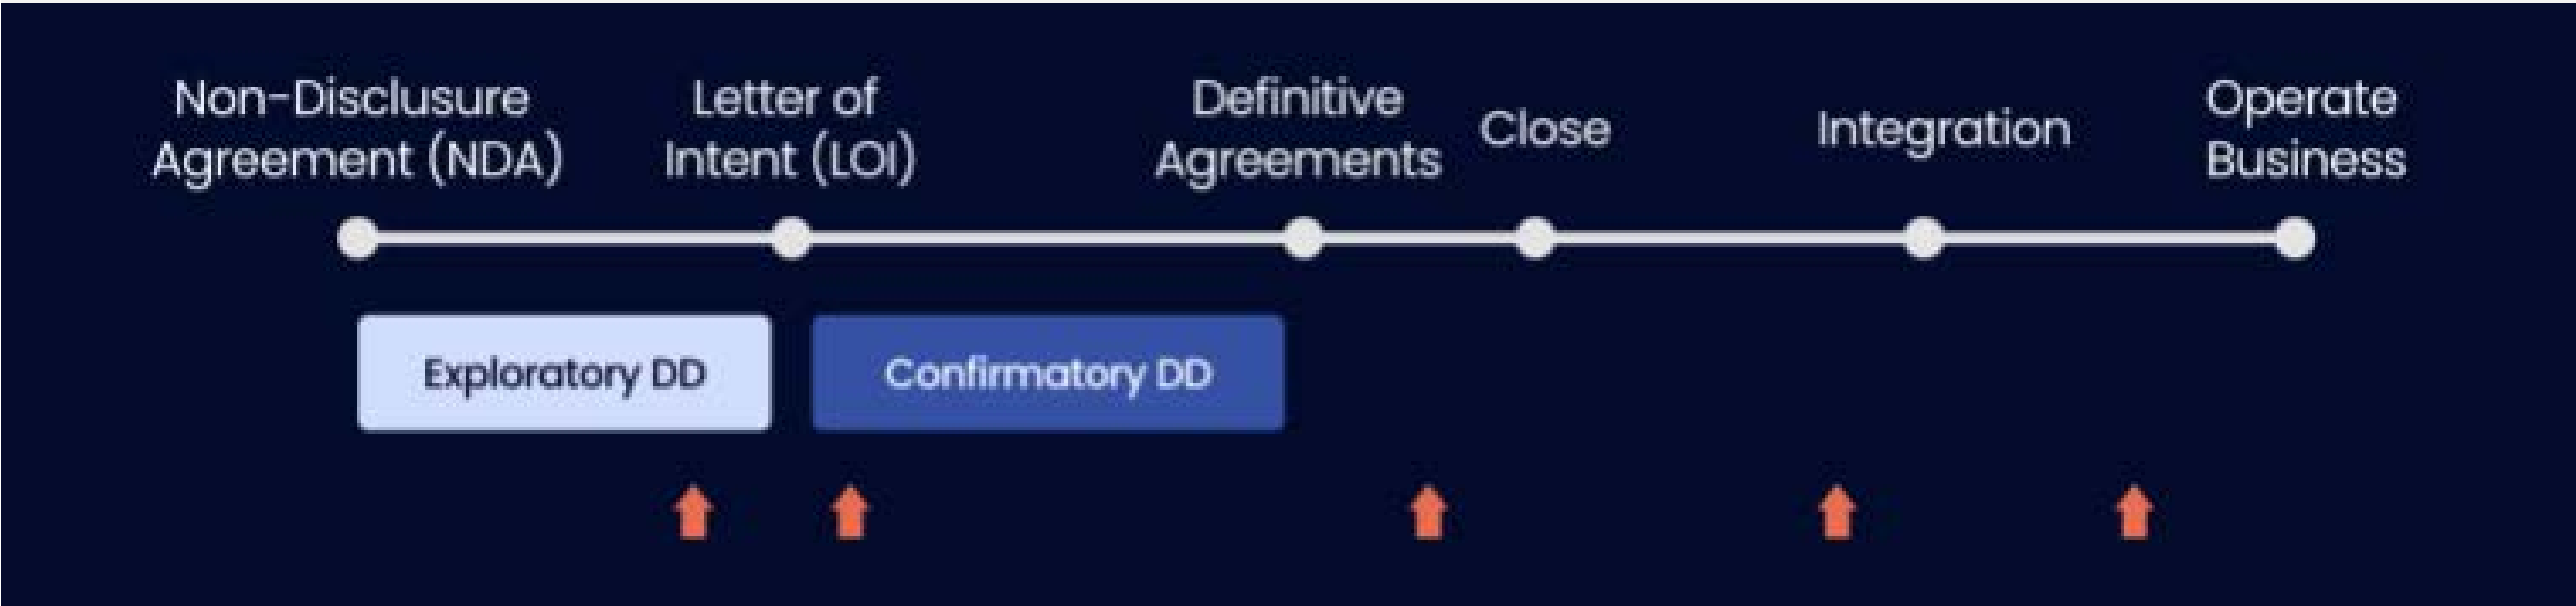 Non-Disclusure
Agreement (NDA)
Letter of
Intent (LOI)
Definitive
Agreements
Close
Integration
Operate
Business
Exploratory DD
Confirmatory DD